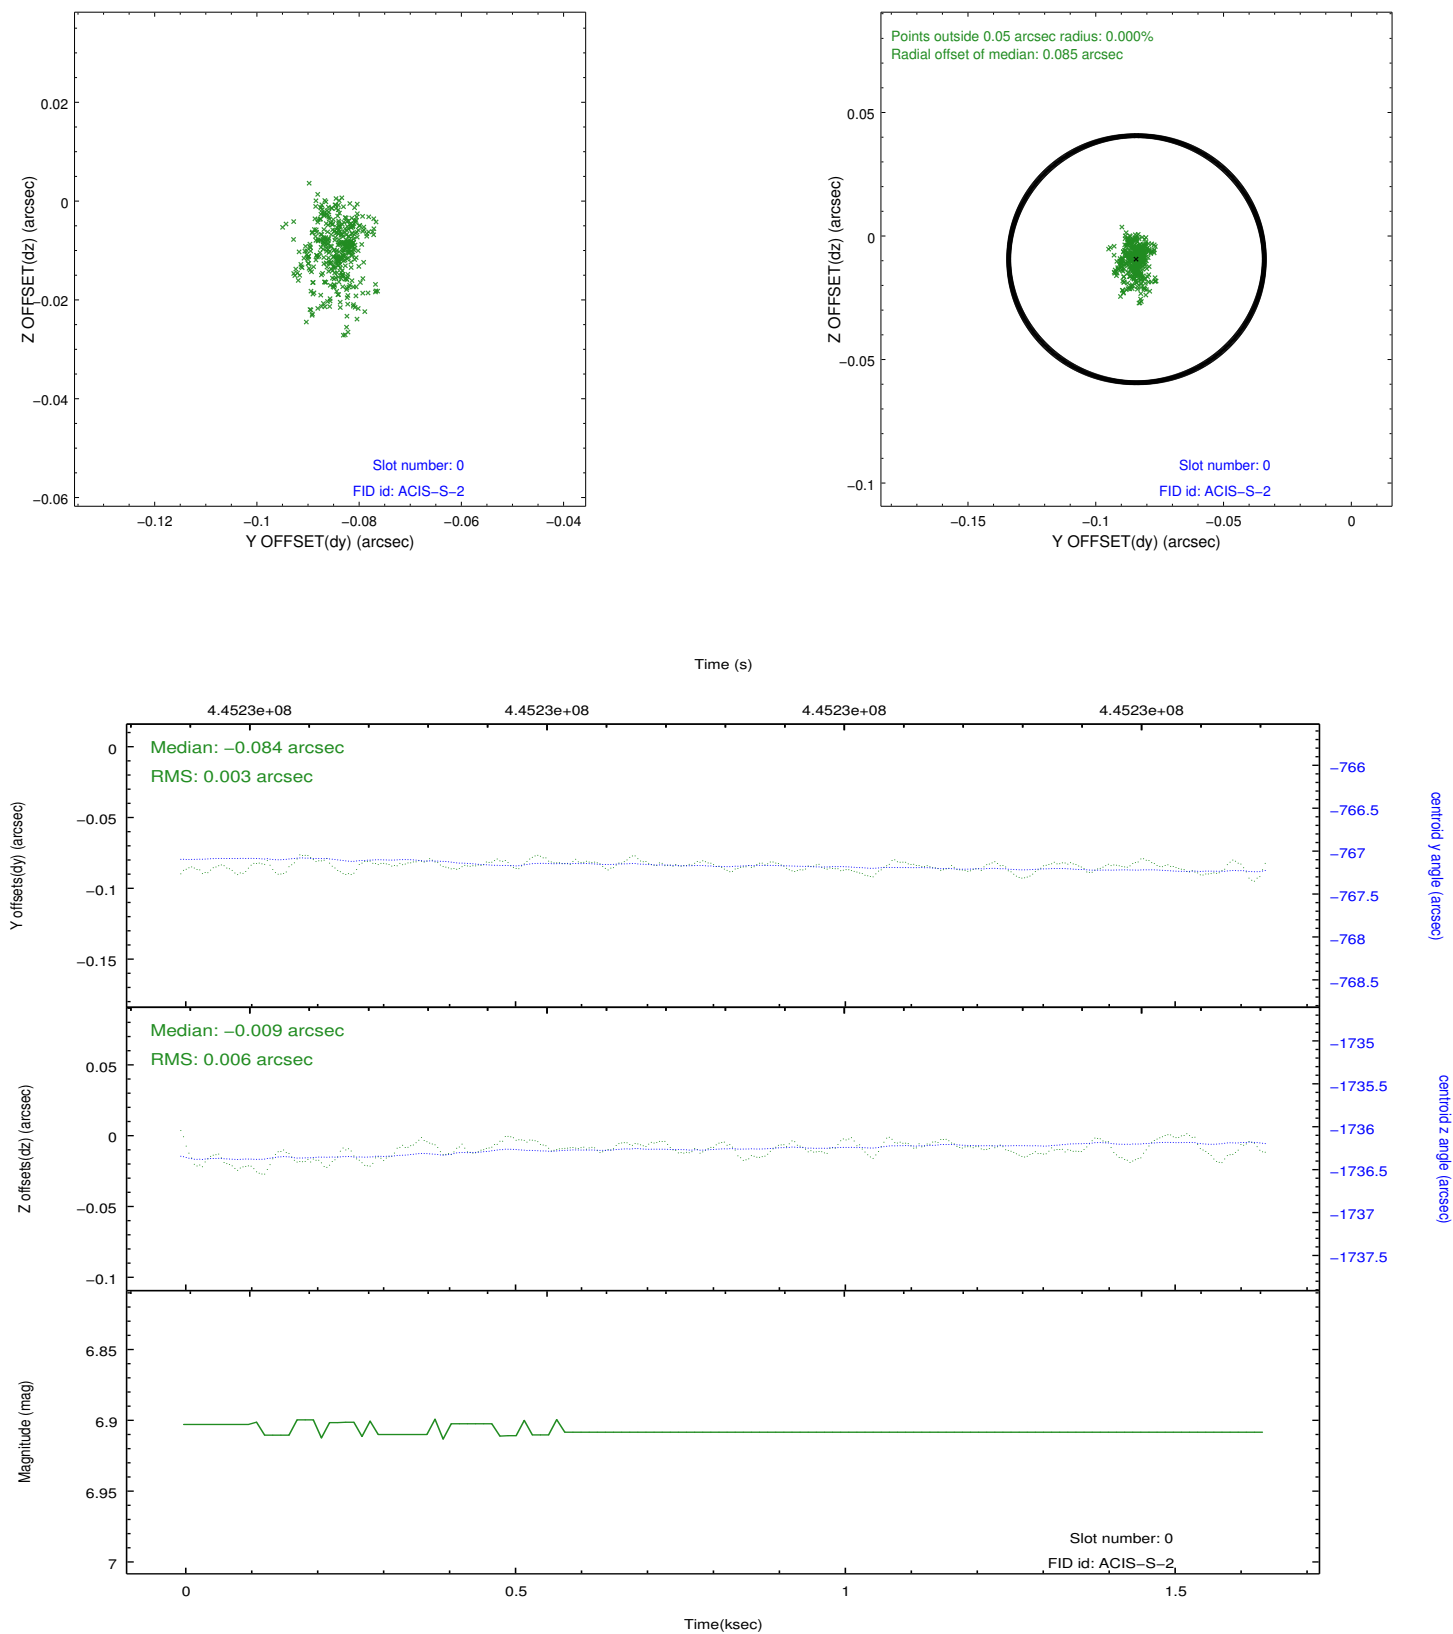 0.02
0
−0.02
−0.04
−0.06
Z OFFSET(dz) (arcsec)
Slot number: 0
FID id: ACIS−S−2
−0.12
−0.1
−0.08
−0.06
−0.04
Y OFFSET(dy) (arcsec)
Points outside 0.05 arcsec radius: 0.000%
Radial offset of median: 0.085 arcsec
0.05
0
−0.05
−0.1
Z OFFSET(dz) (arcsec)
Slot number: 0
FID id: ACIS−S−2
−0.15
−0.1
−0.05
0
Y OFFSET(dy) (arcsec)
Time (s)
4.4523e+08
4.4523e+08
4.4523e+08
4.4523e+08
Median: −0.084 arcsec
RMS: 0.003 arcsec
0
−0.05
−0.1
−0.15
Y offsets(dy) (arcsec)
−766
−766.5
−767
−767.5
−768
−768.5
centroid y angle (arcsec)
Median: −0.009 arcsec
RMS: 0.006 arcsec
0.05
0
−0.05
−0.1
Z offsets(dz) (arcsec)
−1735
−1735.5
−1736
−1736.5
−1737
−1737.5
centroid z angle (arcsec)
6.85
6.9
6.95
7
Magnitude (mag)
Slot number: 0
FID id: ACIS−S−2
0
0.5
1
1.5
Time(ksec)